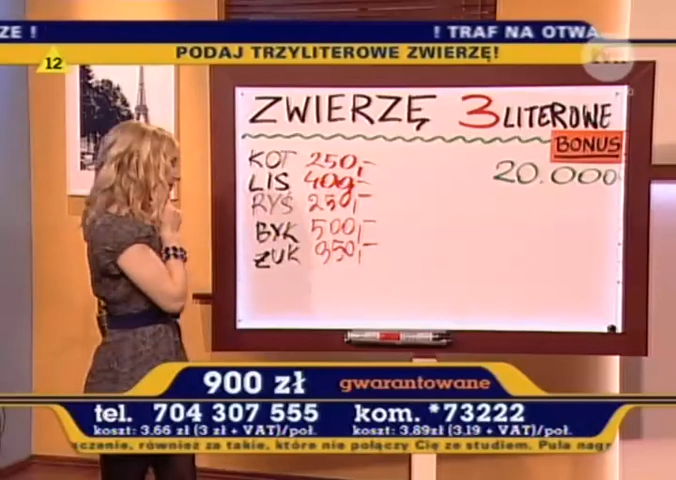 ZE ! ! TRAF NA OTWA
PODAJ TRZYLITEROWE ZWIERZĘ!
12
ZWIERZĘ 3 LITEROWE
BONUS
20.000
KOT 250,-
LIS 400,-
RYŚ 250,-
BYK 500,-
ŻUK 350,-
900 zł gwarantowane
tel. 704 307 555 kom. *73222
koszt: 3.66 zł (3 zł + VAT)/poł. koszt: 3.89zł (3.19 + VAT)/poł.
ączenie, również za takie, które nie połączy Cię ze studiem. Pula nagr